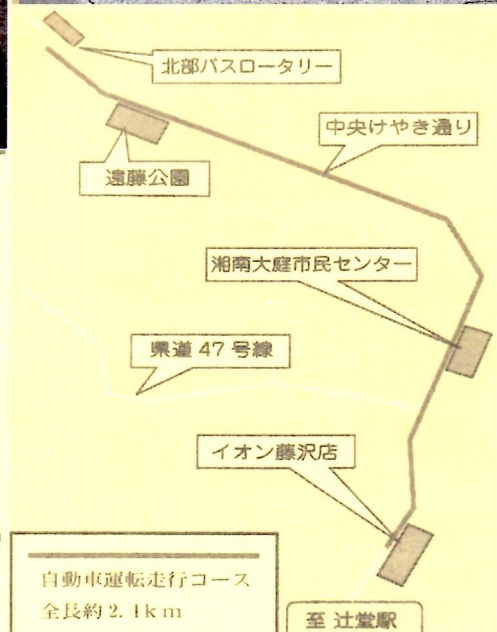 北部バスロータリー
中央けやき通り
遠藤公園
湘南大庭市民センター
県道 47 号線
イオン藤沢店
自動車運転走行コース
全長約2.1km
至 辻堂駅